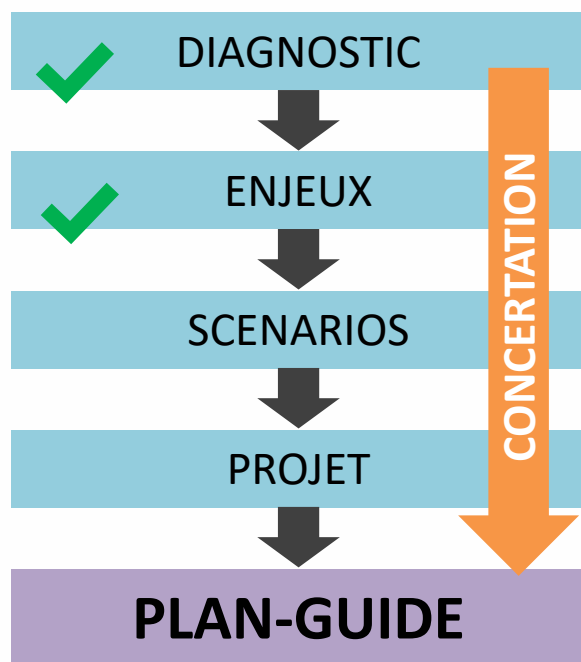 DIAGNOSTIC
ENJEUX
SCENARIOS
PROJET
CONCERTATION
PLAN-GUIDE